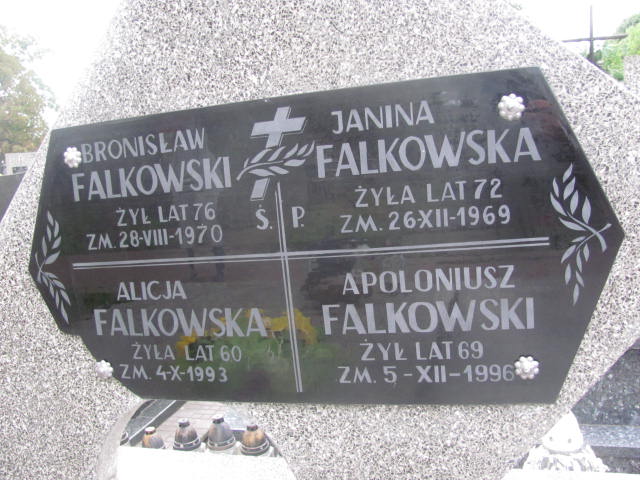 BRONISŁAW
FALKOWSKI
ŻYŁ LAT 76
ZM. 28-VIII-1970
Ś. P.
JANINA
FALKOWSKA
ŻYŁA LAT 72
ZM. 26-XII-1969
ALICJA
FALKOWSKA
ŻYŁA LAT 60
ZM. 4-X-1993
APOLONIUSZ
FALKOWSKI
ŻYŁ LAT 69
ZM. 5-XII-1996